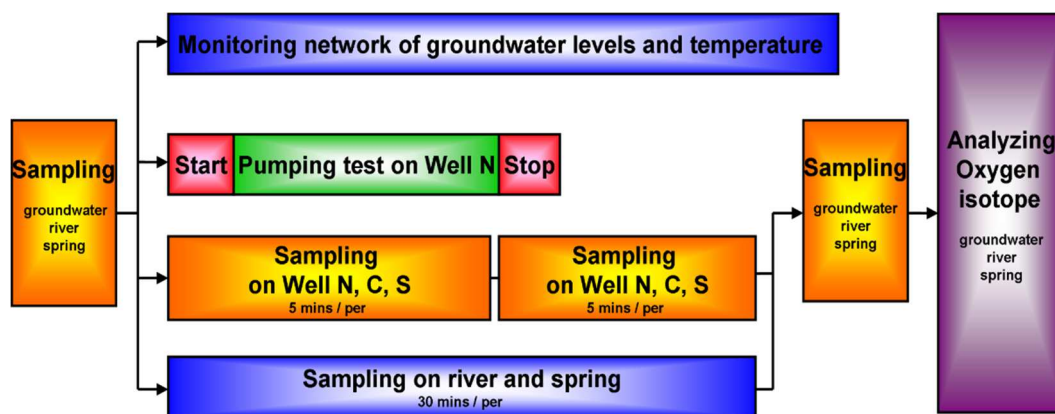 Sampling
groundwater
river
spring
Monitoring network of groundwater levels and temperature
Start
Pumping test on Well N
Stop
Sampling
on Well N, C, S
5 mins / per
Sampling
on Well N, C, S
5 mins / per
Sampling on river and spring
30 mins / per
Sampling
groundwater
river
spring
Analyzing
Oxygen
isotope
groundwater
river
spring